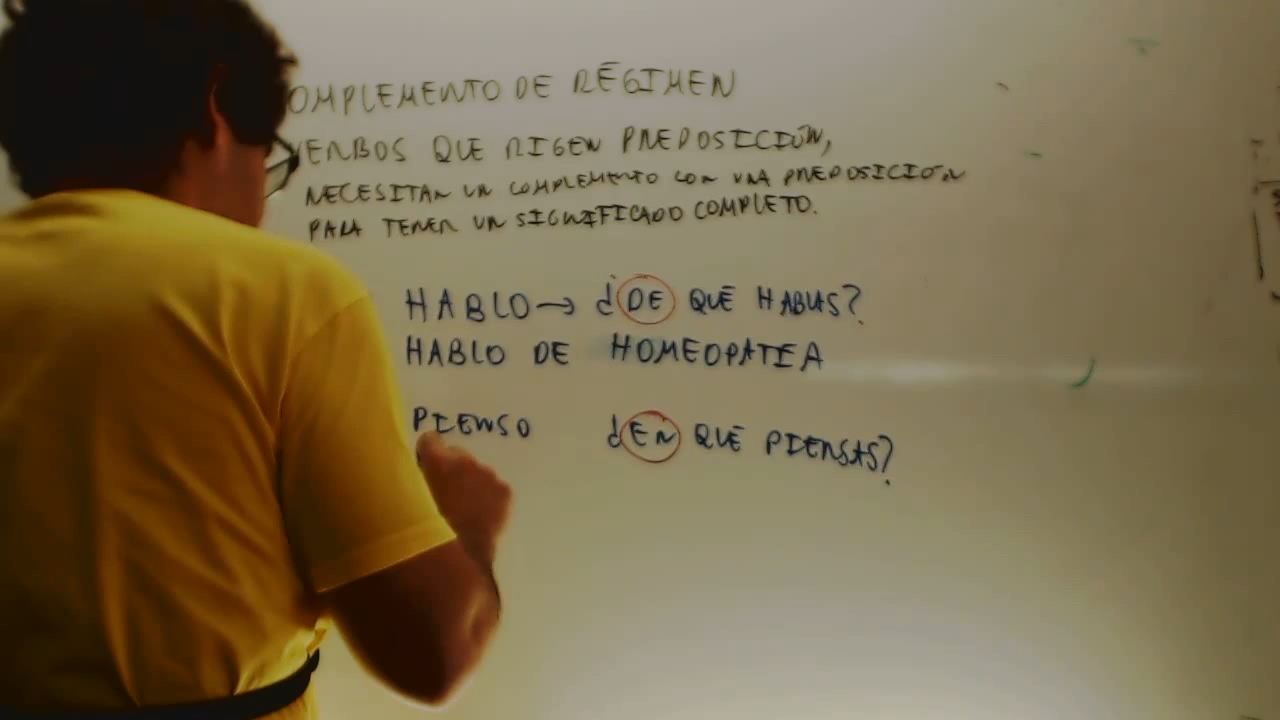 OMPLEMENTO DE RÉGIMEN
VERBOS QUE RIGEN PREPOSICIÓN,
NECESITAN UN COMPLEMENTO CON UNA PREPOSICIÓN
PARA TENER UN SIGNIFICADO COMPLETO.
HABLO → ¿DE QUÉ HABLAS?
HABLO DE HOMEOPATÍA
PIENSO ¿EN QUÉ PIENSAS?